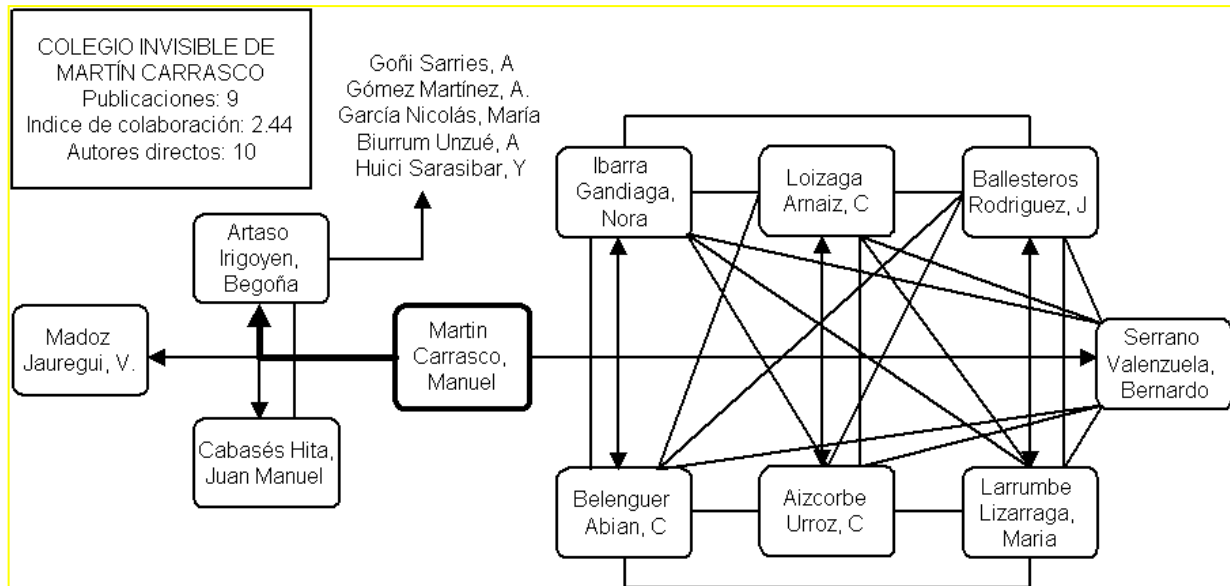 COLEGIO INVISIBLE DE
MARTÍN CARRASCO
Publicaciones: 9
Indice de colaboración: 2.44
Autores directos: 10
Goñi Sarries, A
Gómez Martínez, A.
García Nicolás, María
Biurrum Unzué, A
Huici Sarasibar, Y
Ibarra
Gandiaga,
Nora
Loizaga
Arnaiz, C
Ballesteros
Rodriguez, J
Artaso
Irigoyen,
Begoña
Madoz
Jauregui, V.
Martin
Carrasco,
Manuel
Serrano
Valenzuela,
Bernardo
Cabasés Hita,
Juan Manuel
Belenguer
Abian, C
Aizcorbe
Urroz, C
Larrumbe
Lizarraga,
Maria